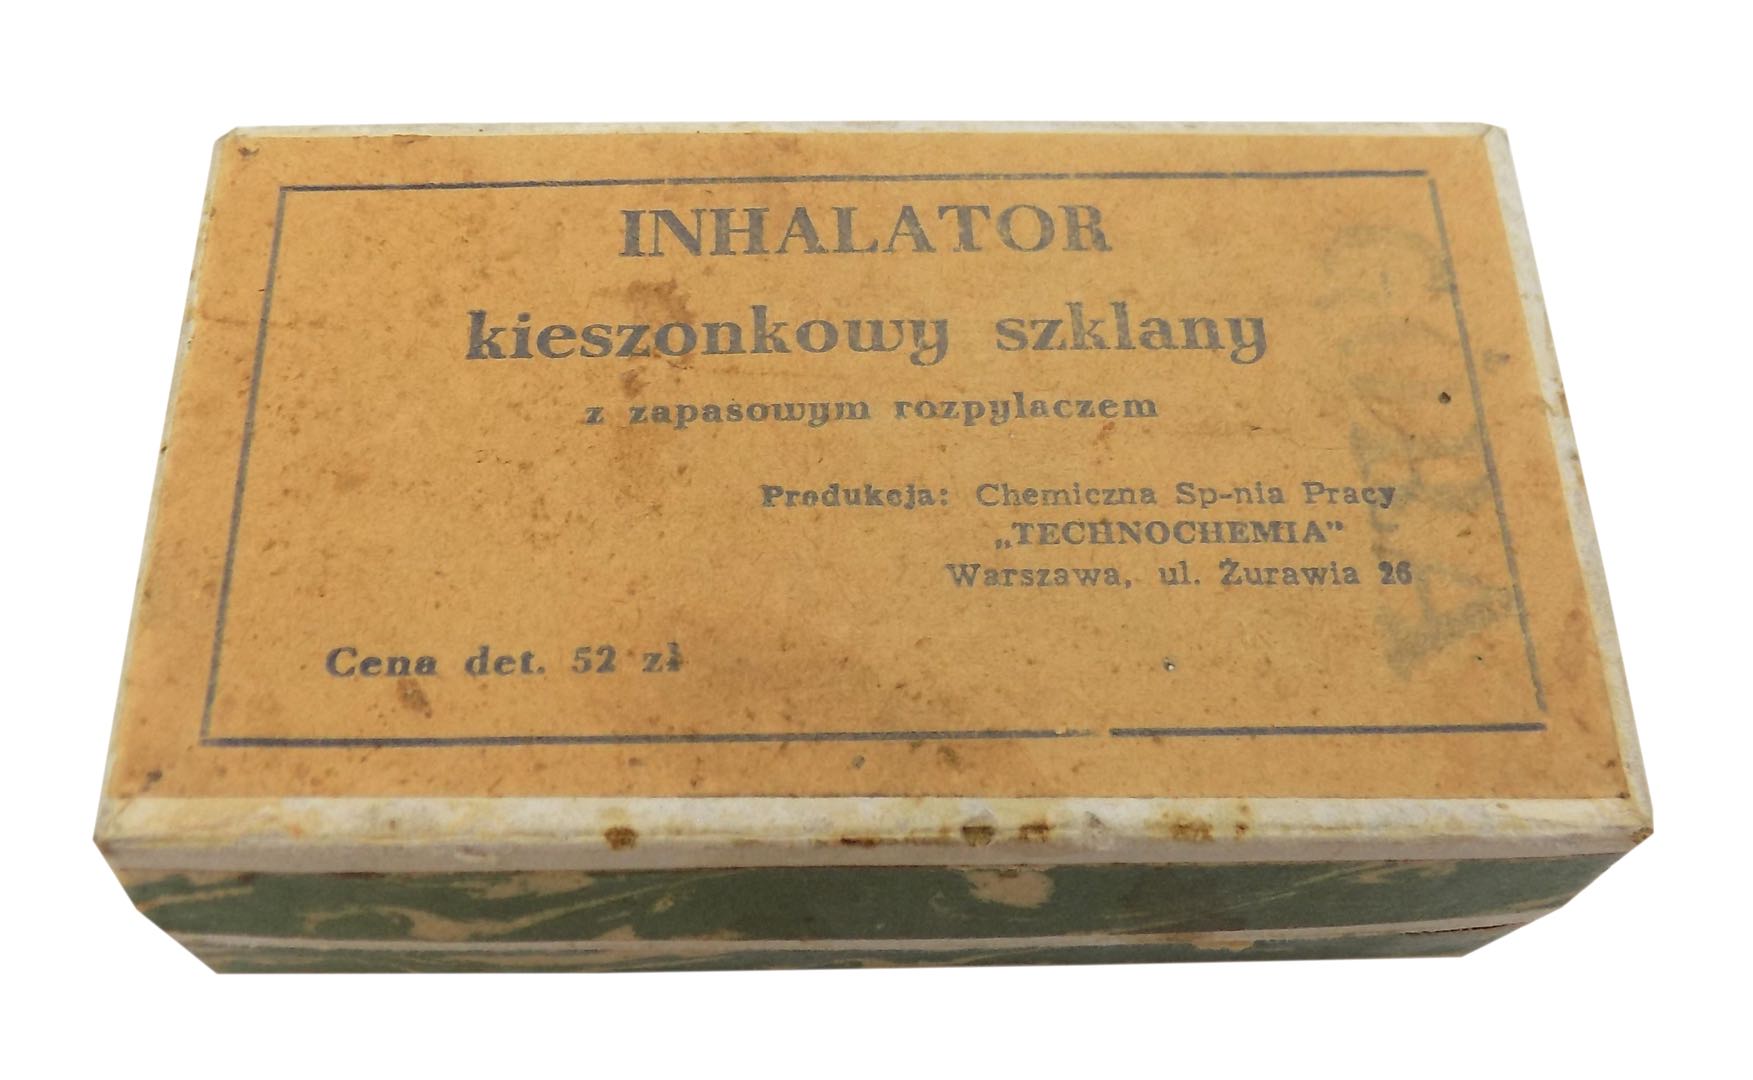 INHALATOR
kieszonkowy szklany
z zapasowym rozpylaczem
Produkcja: Chemiczna Sp-nia Pracy
„TECHNOCHEMIA”
Warszawa, ul. Żurawia 26
Cena det. 52 zł